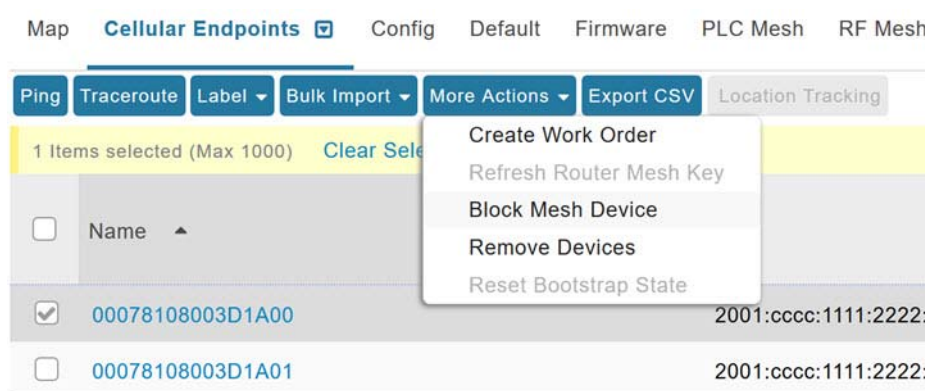 Map Cellular Endpoints Config Default Firmware PLC Mesh RF Mesh
Ping Traceroute Label Bulk Import More Actions Export CSV Location Tracking
1 Items selected (Max 1000) Clear Sele
Create Work Order
Refresh Router Mesh Key
Block Mesh Device
Remove Devices
Reset Bootstrap State
Name
00078108003D1A00 2001:cccc:1111:2222:
00078108003D1A01 2001:cccc:1111:2222: